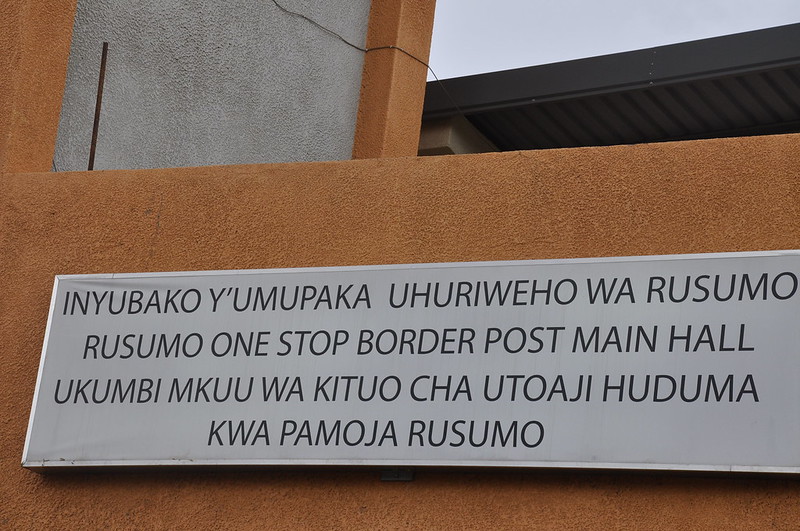 INYUBAKO Y'UMUPAKA UHURIWEHO WA RUSUMO
RUSUMO ONE STOP BORDER POST MAIN HALL
UKUMBI MKUU WA KITUO CHA UTOAJI HUDUMA
KWA PAMOJA RUSUMO